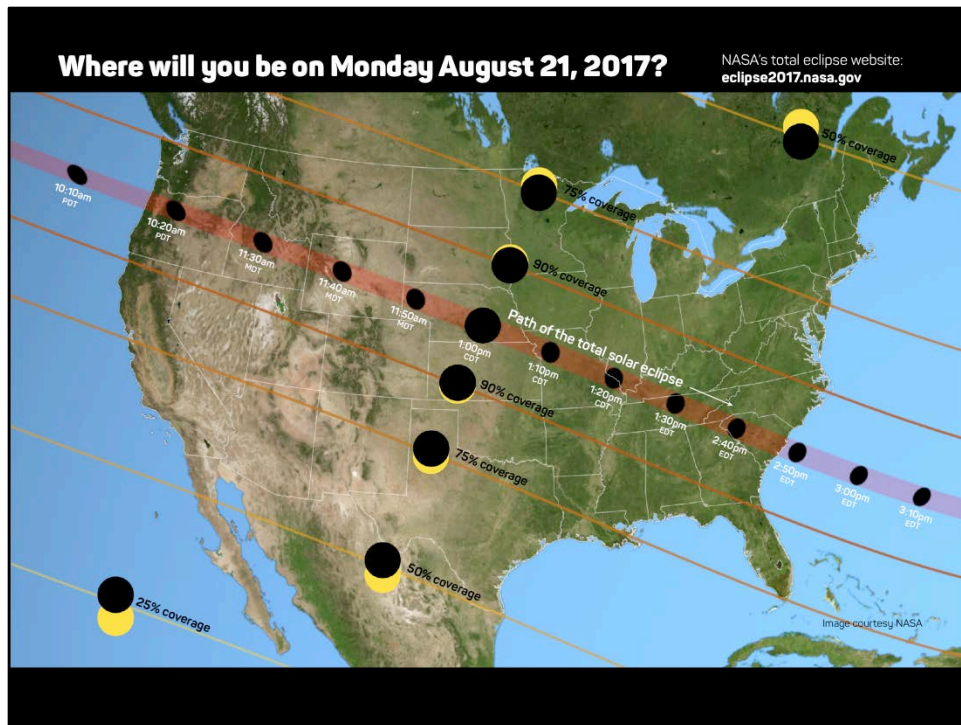 Where will you be on Monday August 21, 2017?
NASA's total eclipse website:
eclipse2017.nasa.gov
50% coverage
75% coverage
90% coverage
10:10am
PDT
10:20am
PDT
11:30am
MDT
11:40am
MDT
11:50am
MDT
1:00pm
CDT
Path of the total solar eclipse
1:10pm
CDT
1:20pm
CDT
1:30pm
EDT
2:40pm
EDT
2:50pm
EDT
3:00pm
EDT
3:10pm
EDT
90% coverage
75% coverage
50% coverage
25% coverage
Image courtesy NASA